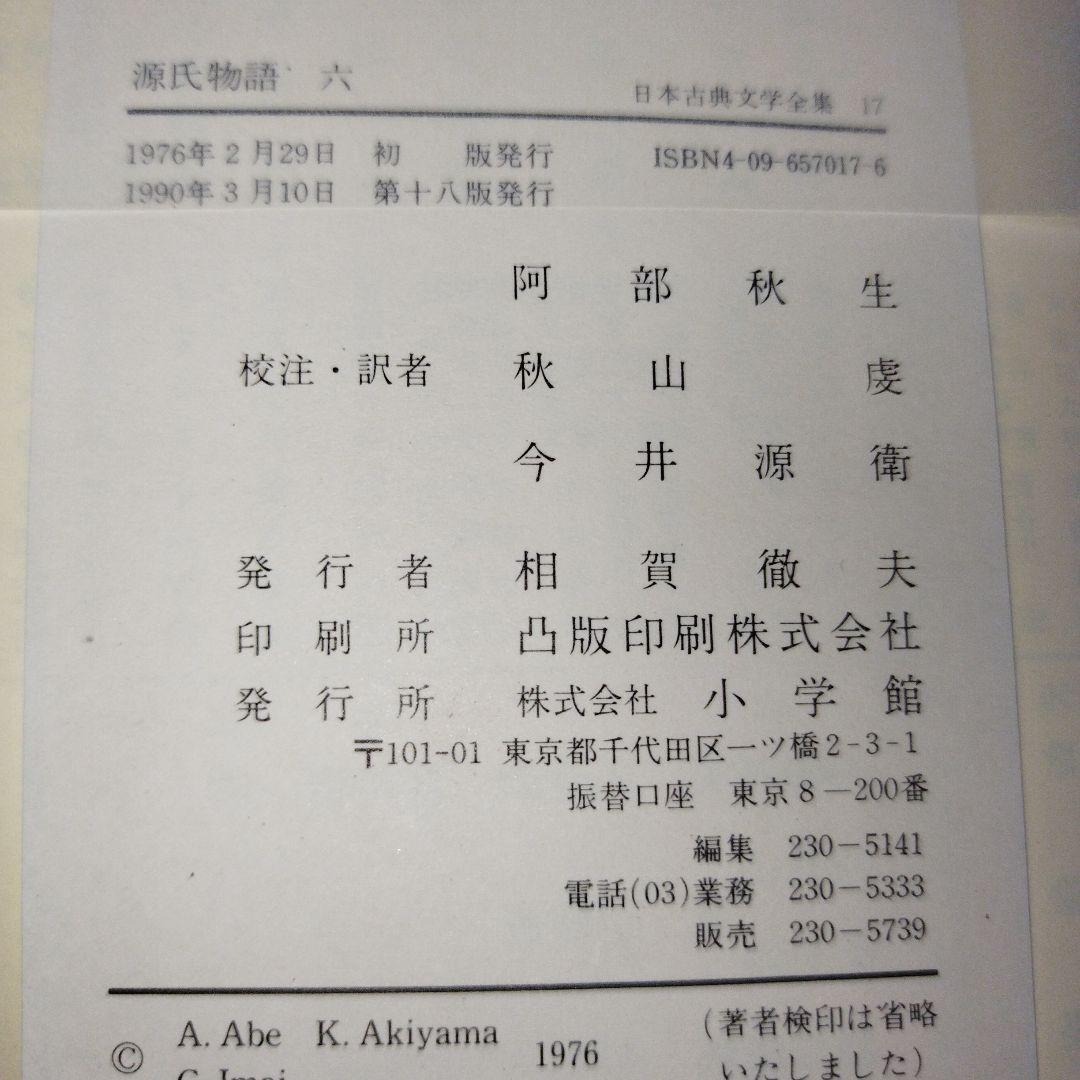 源氏物語 六
日本古典文学全集 17
1976年2月29日 初 版発行 ISBN4-09-657017-6
1990年3月10日 第十八版発行
阿部秋生
校注・訳者 秋山虔
今井源衛
発行者 相賀徹夫
印刷所 凸版印刷株式会社
発行所 株式会社 小学館
〒101-01 東京都千代田区一ツ橋2-3-1
振替口座 東京8-200番
編集 230-5141
電話(03)業務 230-5333
販売 230-5739
© A. Abe K. Akiyama 1976
G. Imai
(著者検印は省略
いたしました)